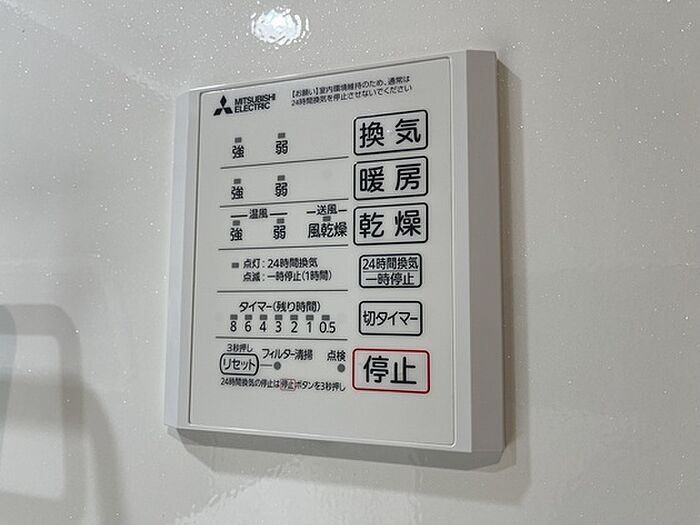 MITSUBISHI
ELECTRIC
【お願い】室内環境維持のため、通常は
24時間換気を停止させないでください
強 弱 換気
強 弱 暖房
温風 送風
強 弱 風乾燥 乾燥
点灯:24時間換気
点滅:一時停止(1時間)
24時間換気
一時停止
タイマー(残り時間)
8 6 4 3 2 1 0.5
切タイマー
3秒押し
リセット フィルター清掃 点検
停止
24時間換気の停止は停止ボタンを3秒押し